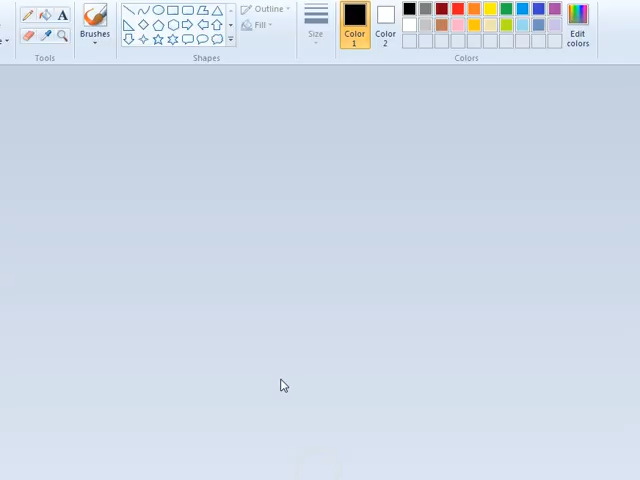 Outline
Fill
A
Brushes
Size
Color
1
Color
2
Edit
colors
Tools
Shapes
Colors